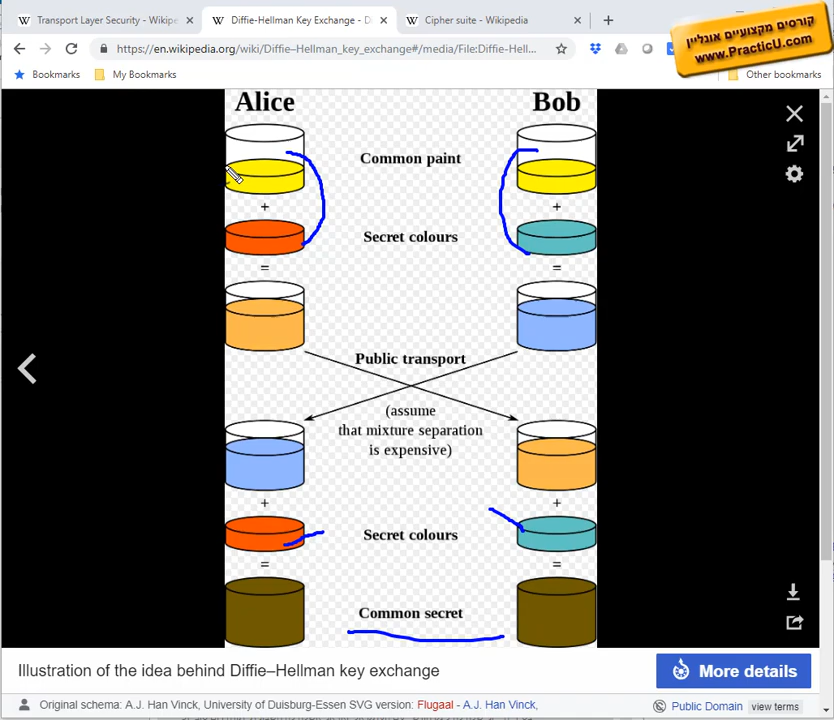 Transport Layer Security - Wikipe
Diffie-Hellman Key Exchange - D
Cipher suite - Wikipedia
https://en.wikipedia.org/wiki/Diffie–Hellman_key_exchange#/media/File:Diffie-Hell...
קורסים מקצועיים אונליין
www.PracticU.com
Bookmarks
My Bookmarks
Other bookmarks
Alice
Bob
Common paint
+
+
Secret colours
=
=
Public transport
(assume
that mixture separation
is expensive)
+
+
Secret colours
=
=
Common secret
Illustration of the idea behind Diffie–Hellman key exchange
More details
Original schema: A.J. Han Vinck, University of Duisburg-Essen SVG version: Flugaal - A.J. Han Vinck,
Public Domain
view terms